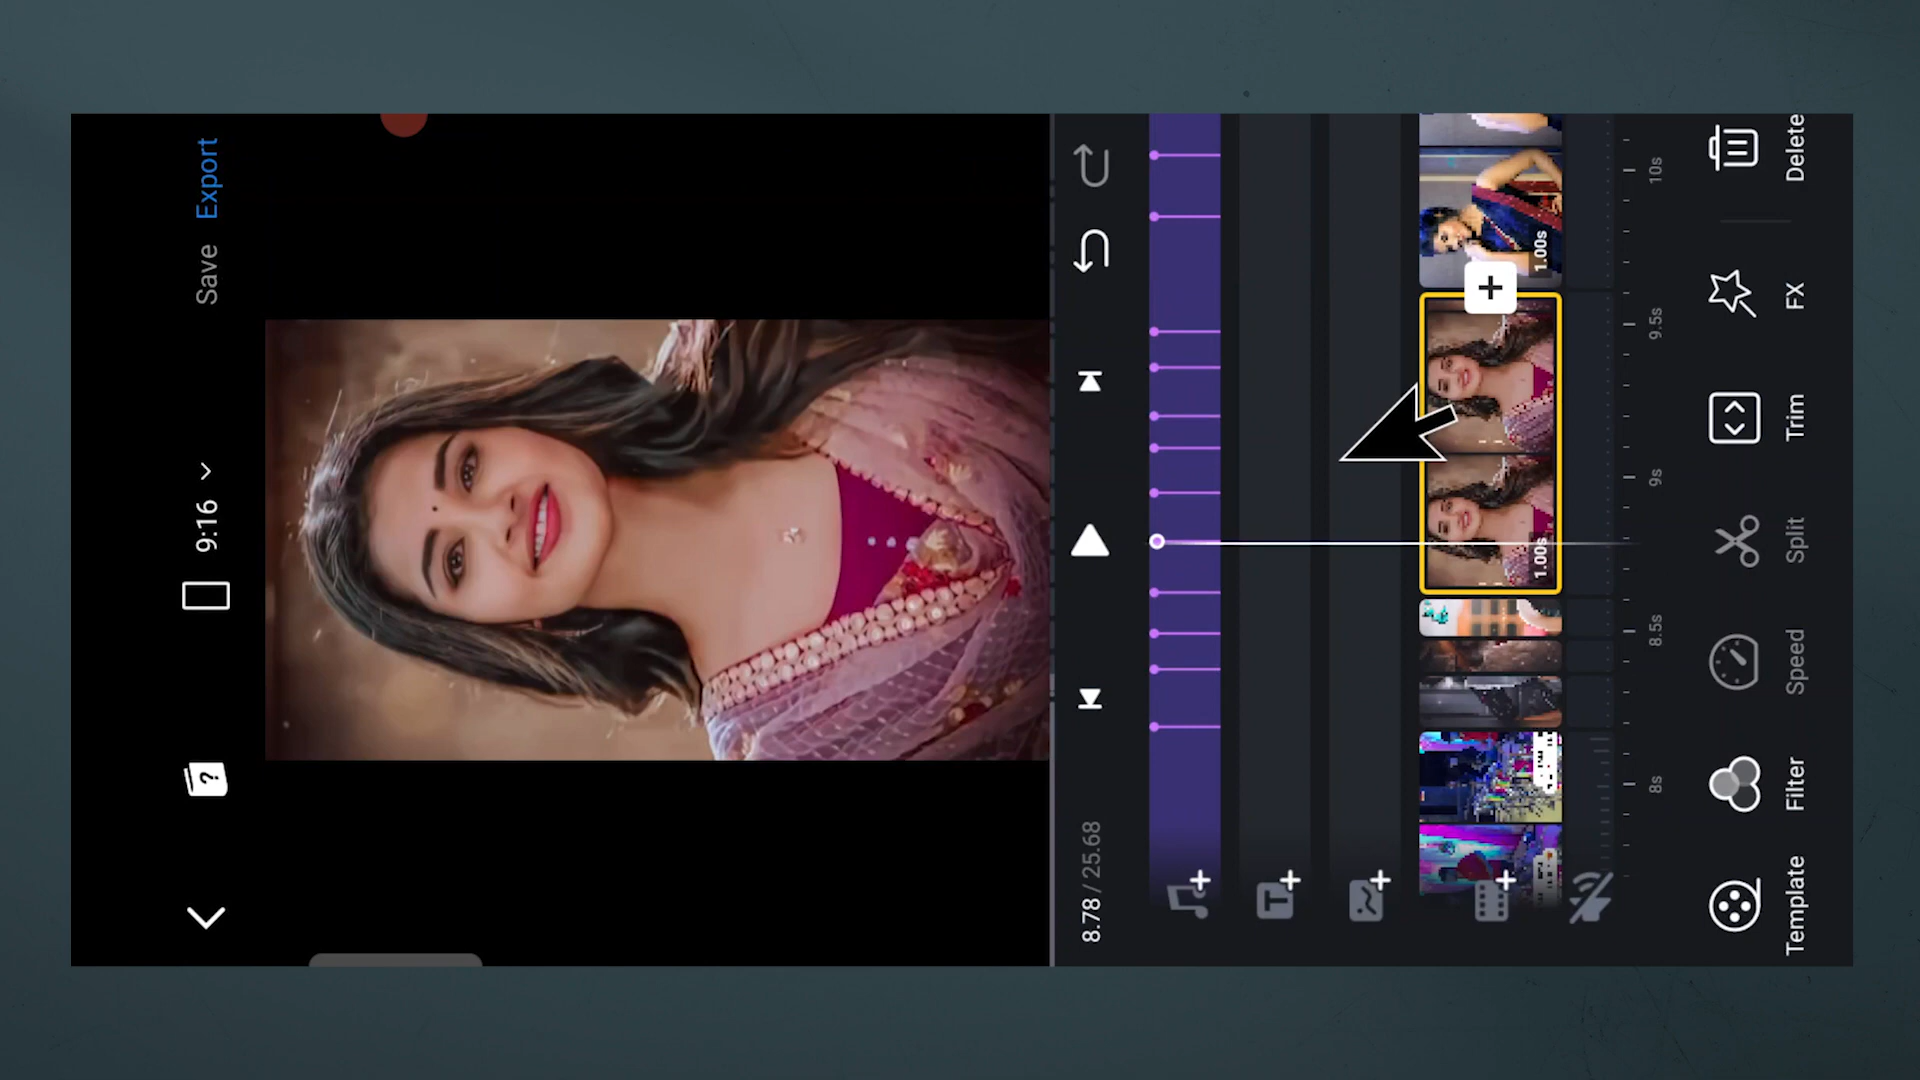 ? 9:16 Save Export
8.78 / 25.68
T
1.00s 1.00s
8s 8.5s 9s 9.5s 10s
Template Filter Speed Split Trim FX Delete